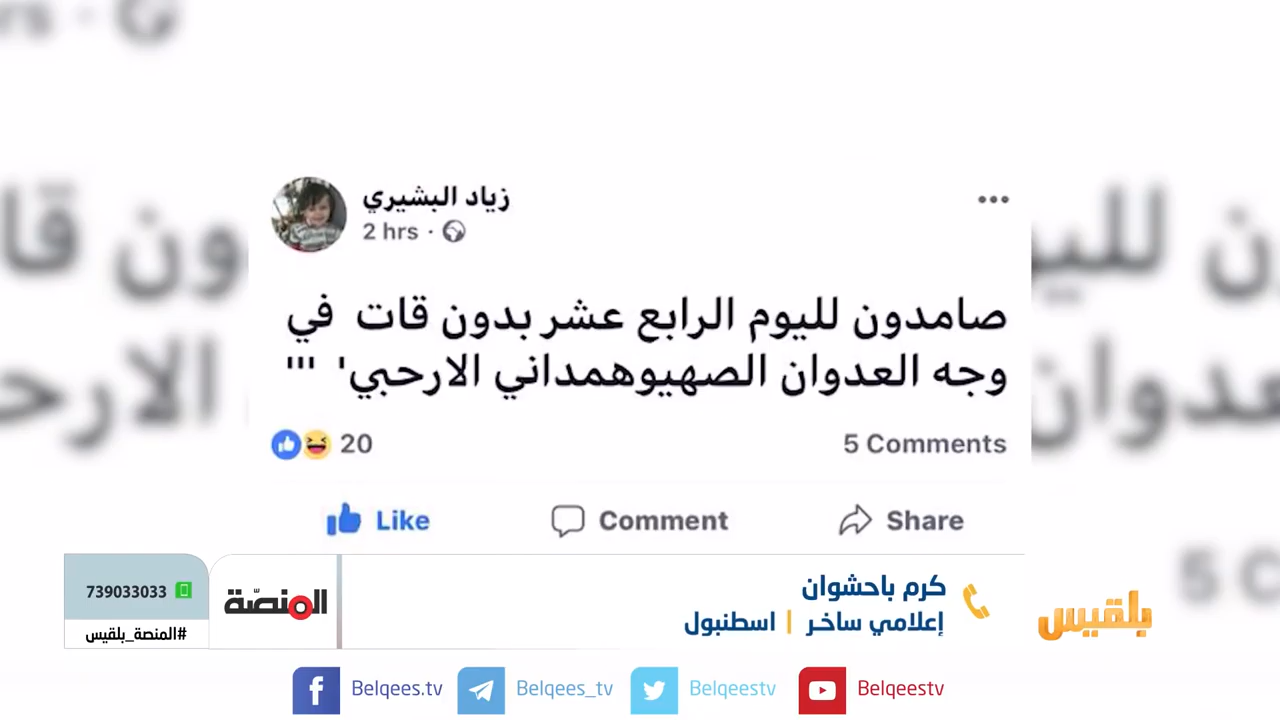 زياد البشيري
2 hrs ·
صامدون لليوم الرابع عشر بدون قات في
وجه العدوان الصهيوهمداني الارحبي' '''
20
5 Comments
Like
Comment
Share
كرم باحشوان
إعلامي ساخر | اسطنبول
بلقيس
المنصّة
739033033
#المنصة_بلقيس
Belqees.tv
Belqees_tv
Belqeestv
Belqeestv